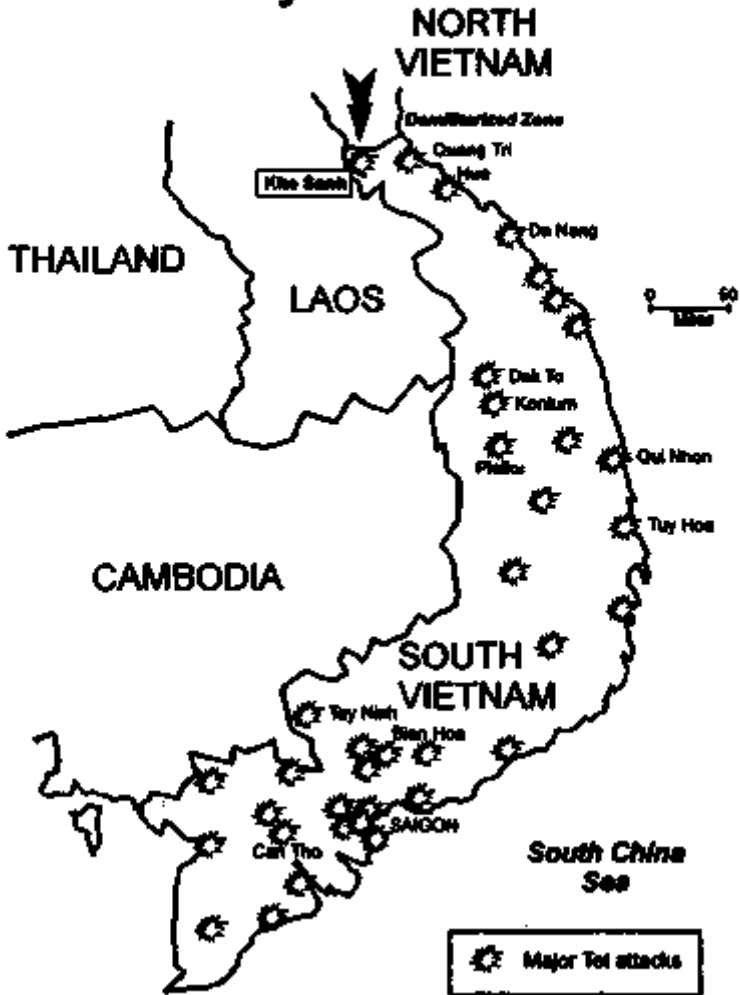 NORTH
VIETNAM
Demilitarized Zone
Quang Tri
Khe Sanh
Hue
Da Nang
THAILAND
LAOS
0 50
Miles
Dak To
Kontum
Pleiku
Qui Nhon
Tuy Hoa
CAMBODIA
SOUTH
VIETNAM
Tay Ninh
Bien Hoa
SAIGON
Can Tho
South China
Sea
Major Tet attacks